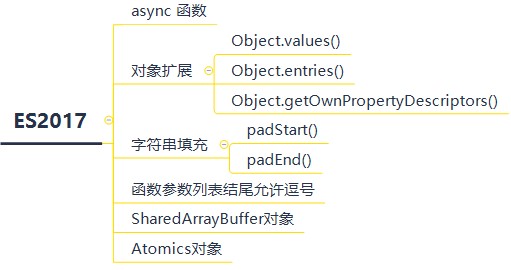 ES2017
async 函数
对象扩展
Object.values()
Object.entries()
Object.getOwnPropertyDescriptors()
字符串填充
padStart()
padEnd()
函数参数列表结尾允许逗号
SharedArrayBuffer对象
Atomics对象